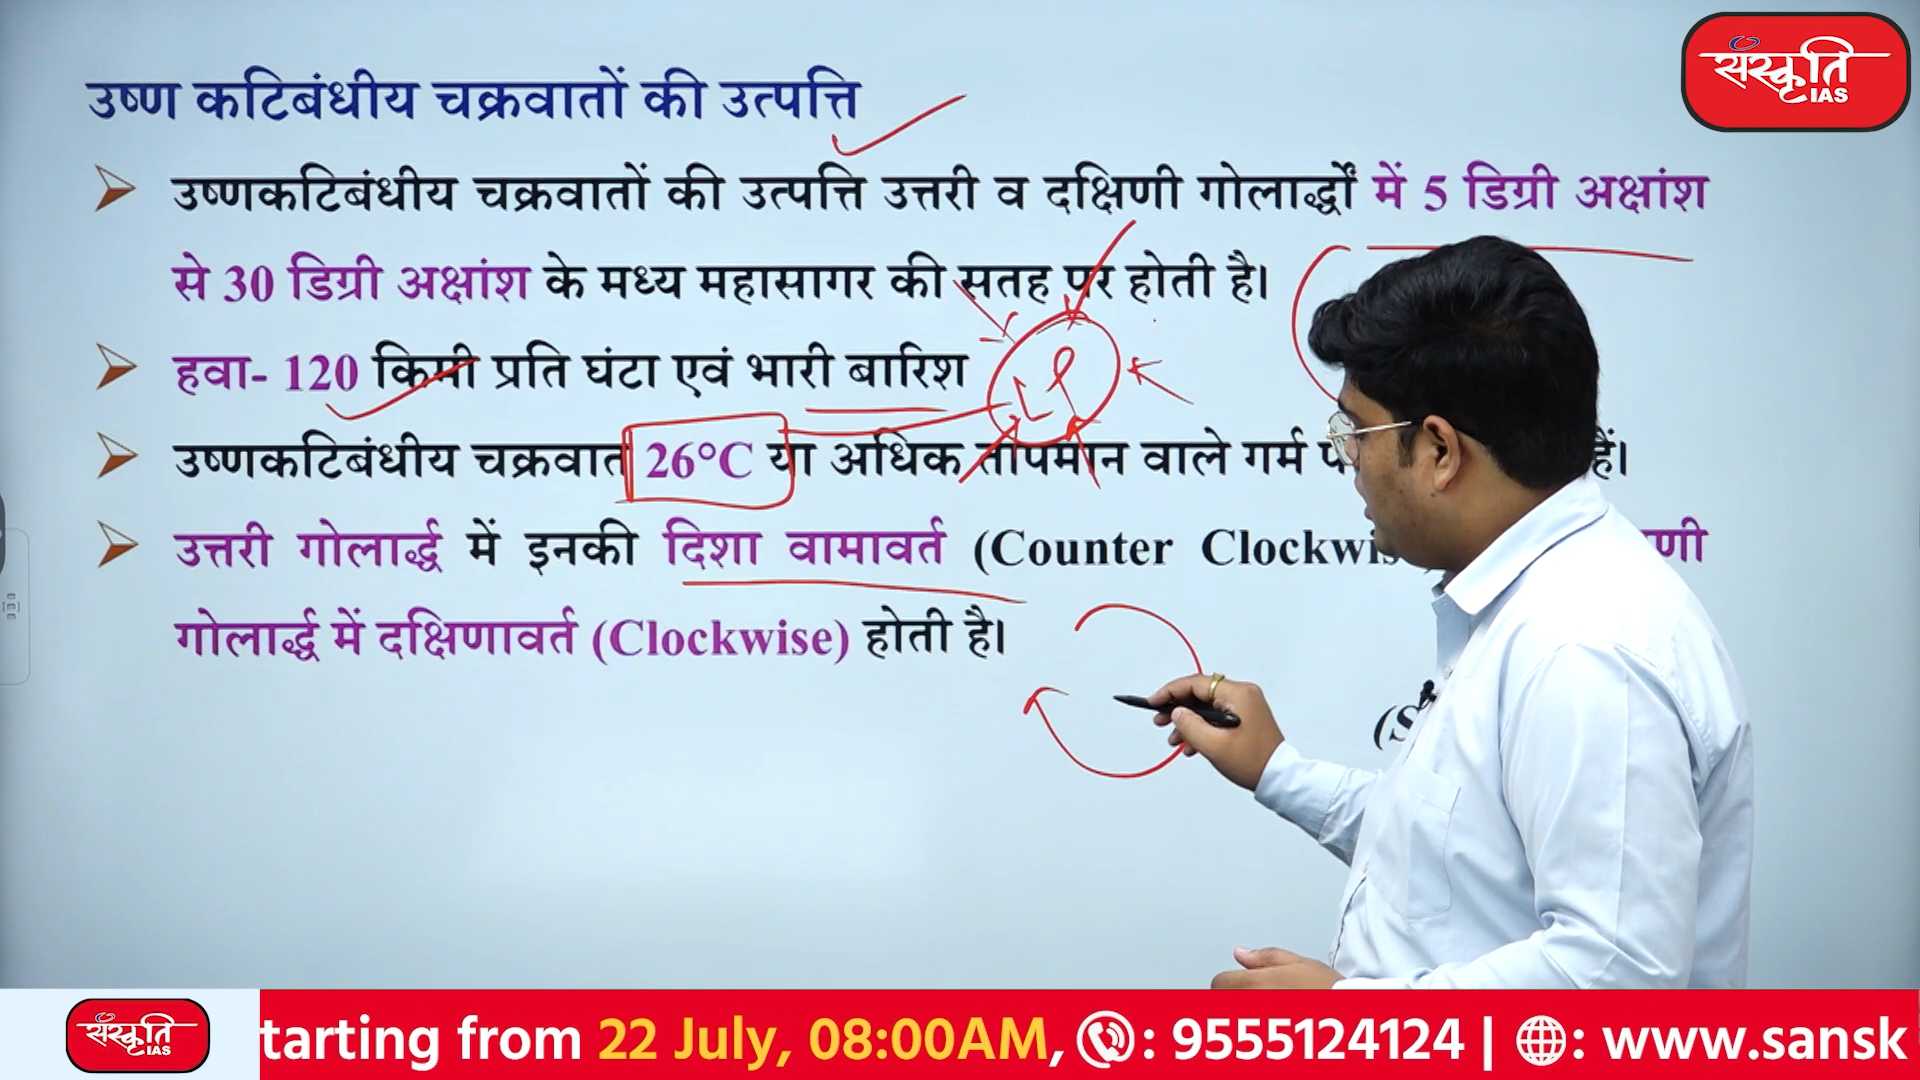 संस्कृति
IAS
उष्ण कटिबंधीय चक्रवातों की उत्पत्ति
उष्णकटिबंधीय चक्रवातों की उत्पत्ति उत्तरी व दक्षिणी गोलार्द्धों में 5 डिग्री अक्षांश
से 30 डिग्री अक्षांश के मध्य महासागर की सतह पर होती है।
हवा- 120 किमी प्रति घंटा एवं भारी बारिश
LP
उष्णकटिबंधीय चक्रवात 26°C या अधिक तापमान वाले गर्म हैं।
उत्तरी गोलार्द्ध में इनकी दिशा वामावर्त (Counter
गोलार्द्ध में दक्षिणावर्त (Clockwise) होती है।
संस्कृति
IAS
tarting from 22 July, 08:00AM, : 9555124124 | : www.sansk